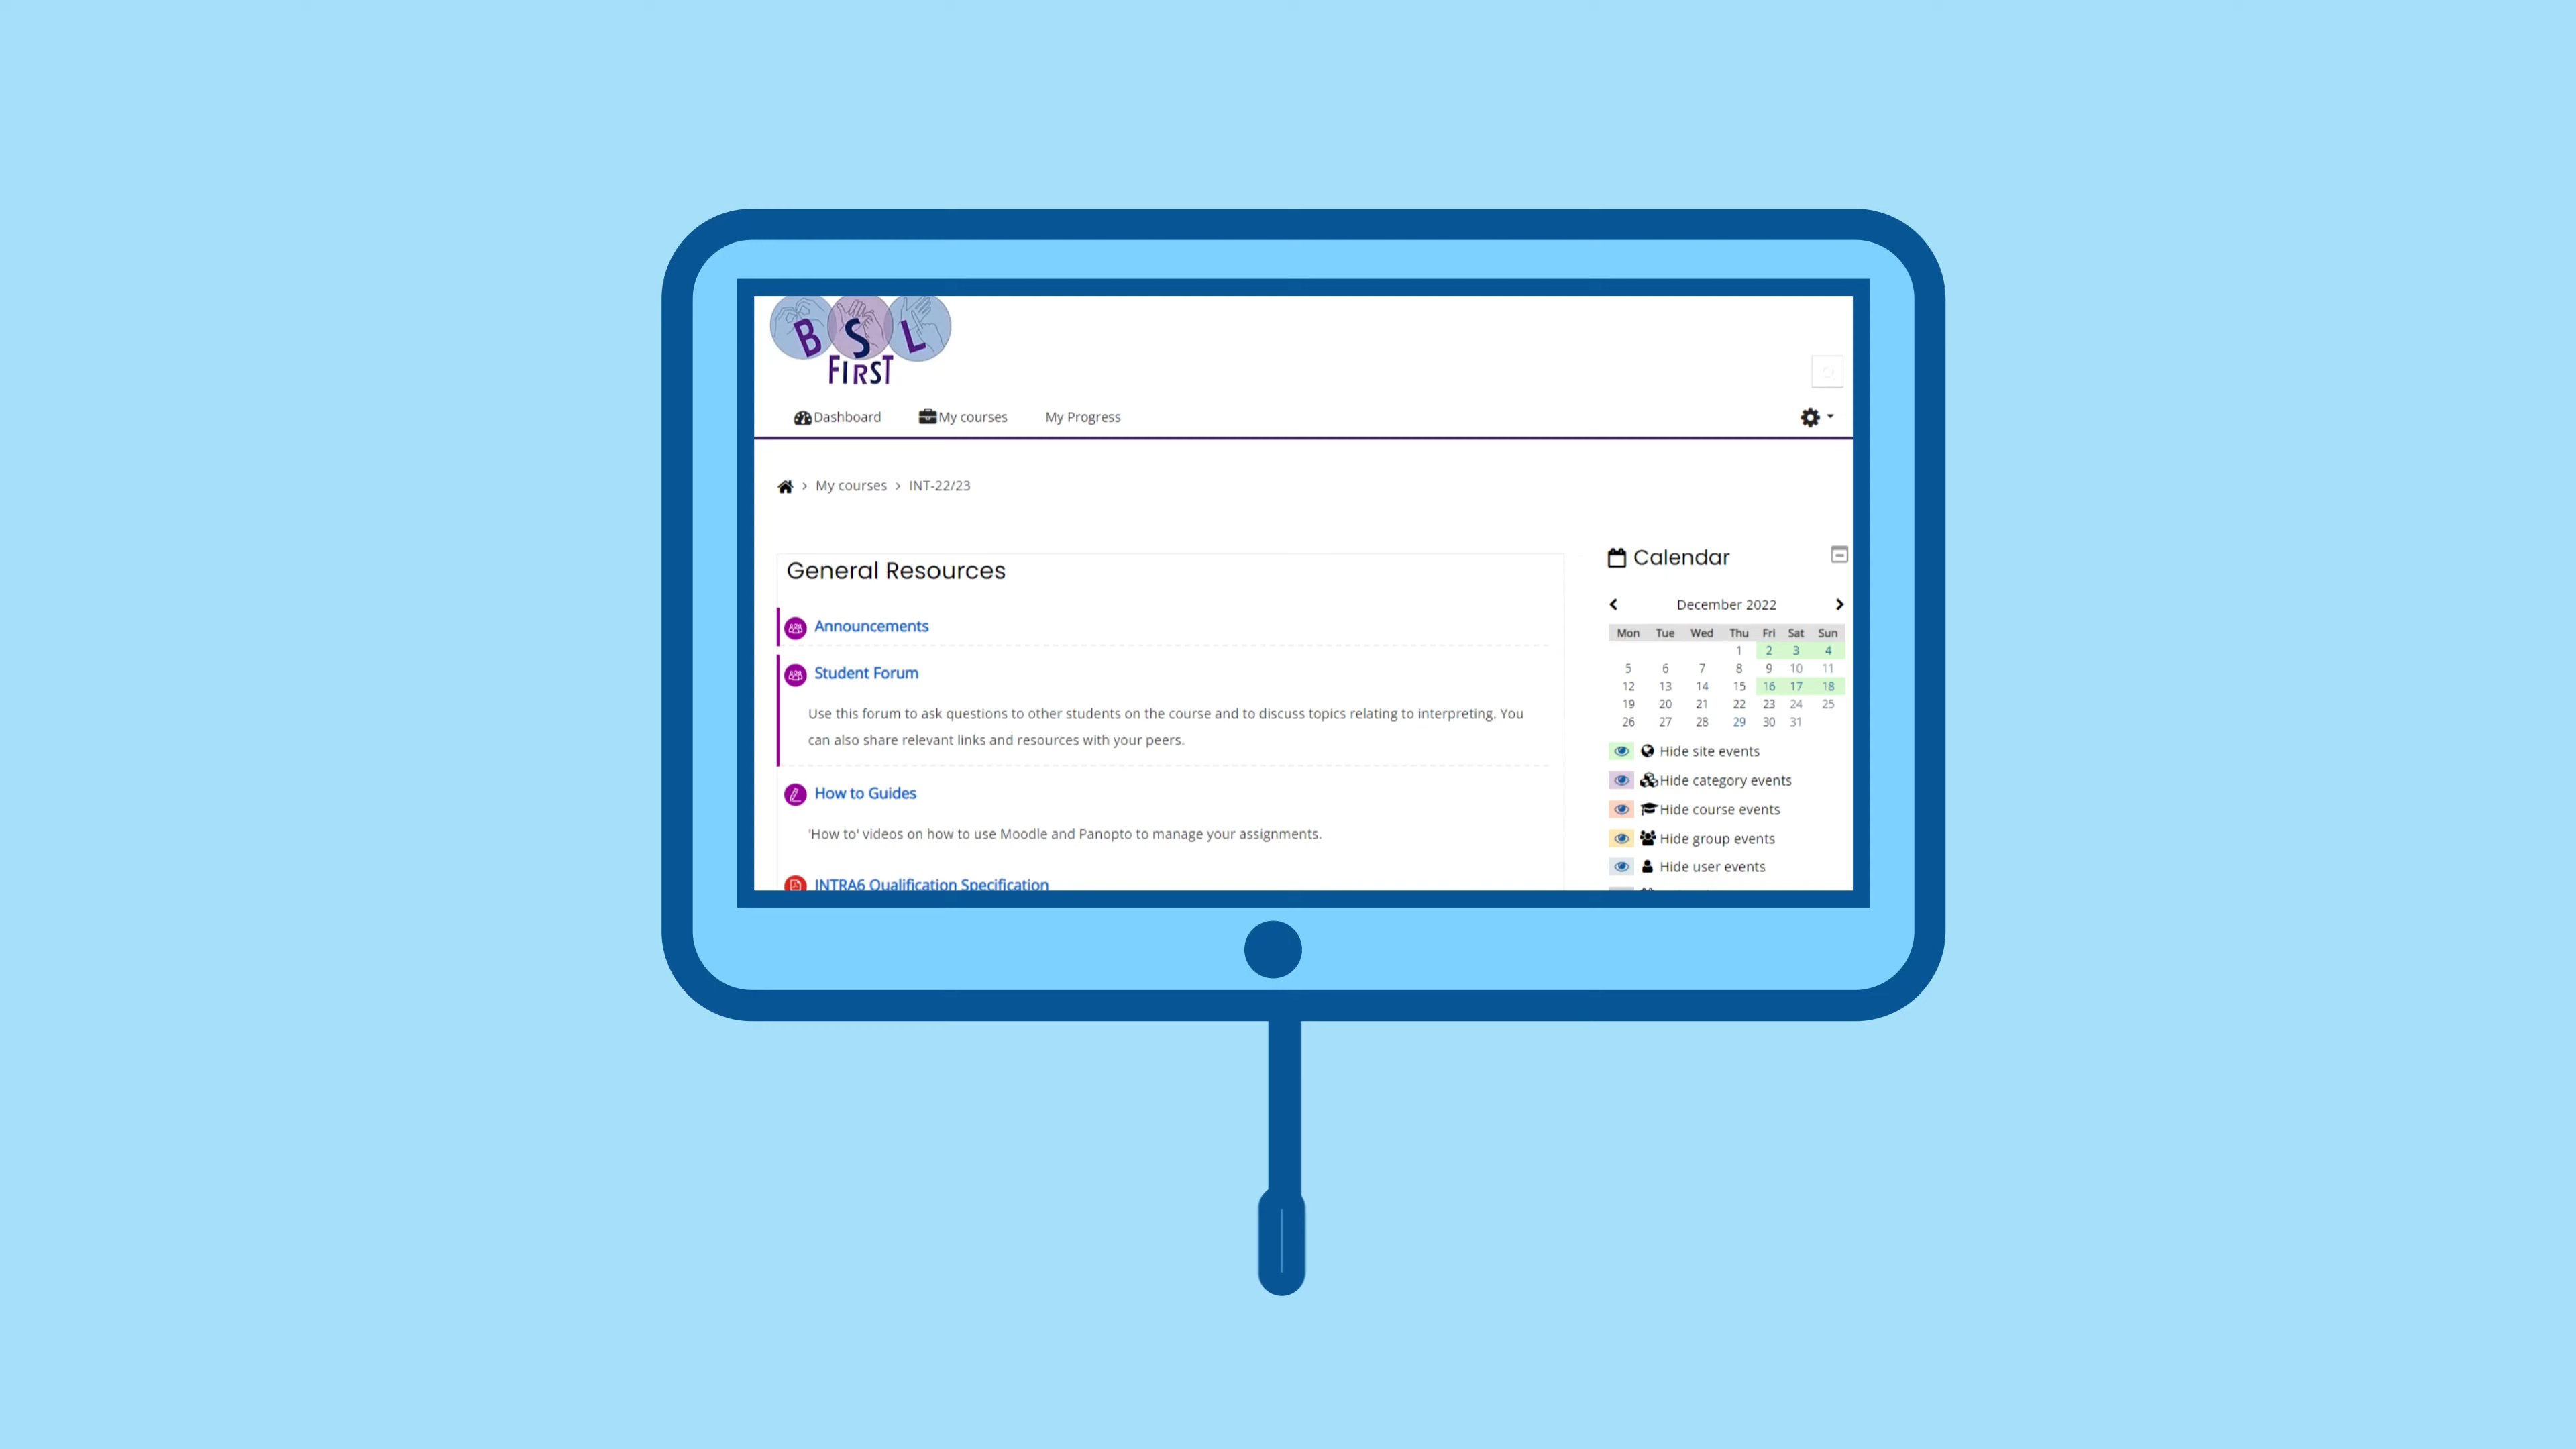 B S L
FIRST
Dashboard My courses My Progress
My courses > INT-22/23
General Resources
Announcements
Student Forum
Use this forum to ask questions to other students on the course and to discuss topics relating to interpreting. You
can also share relevant links and resources with your peers.
How to Guides
'How to' videos on how to use Moodle and Panopto to manage your assignments.
INTRA6 Qualification Specification
Calendar
December 2022
Mon Tue Wed Thu Fri Sat Sun
1 2 3 4
5 6 7 8 9 10 11
12 13 14 15 16 17 18
19 20 21 22 23 24 25
26 27 28 29 30 31
Hide site events
Hide category events
Hide course events
Hide group events
Hide user events